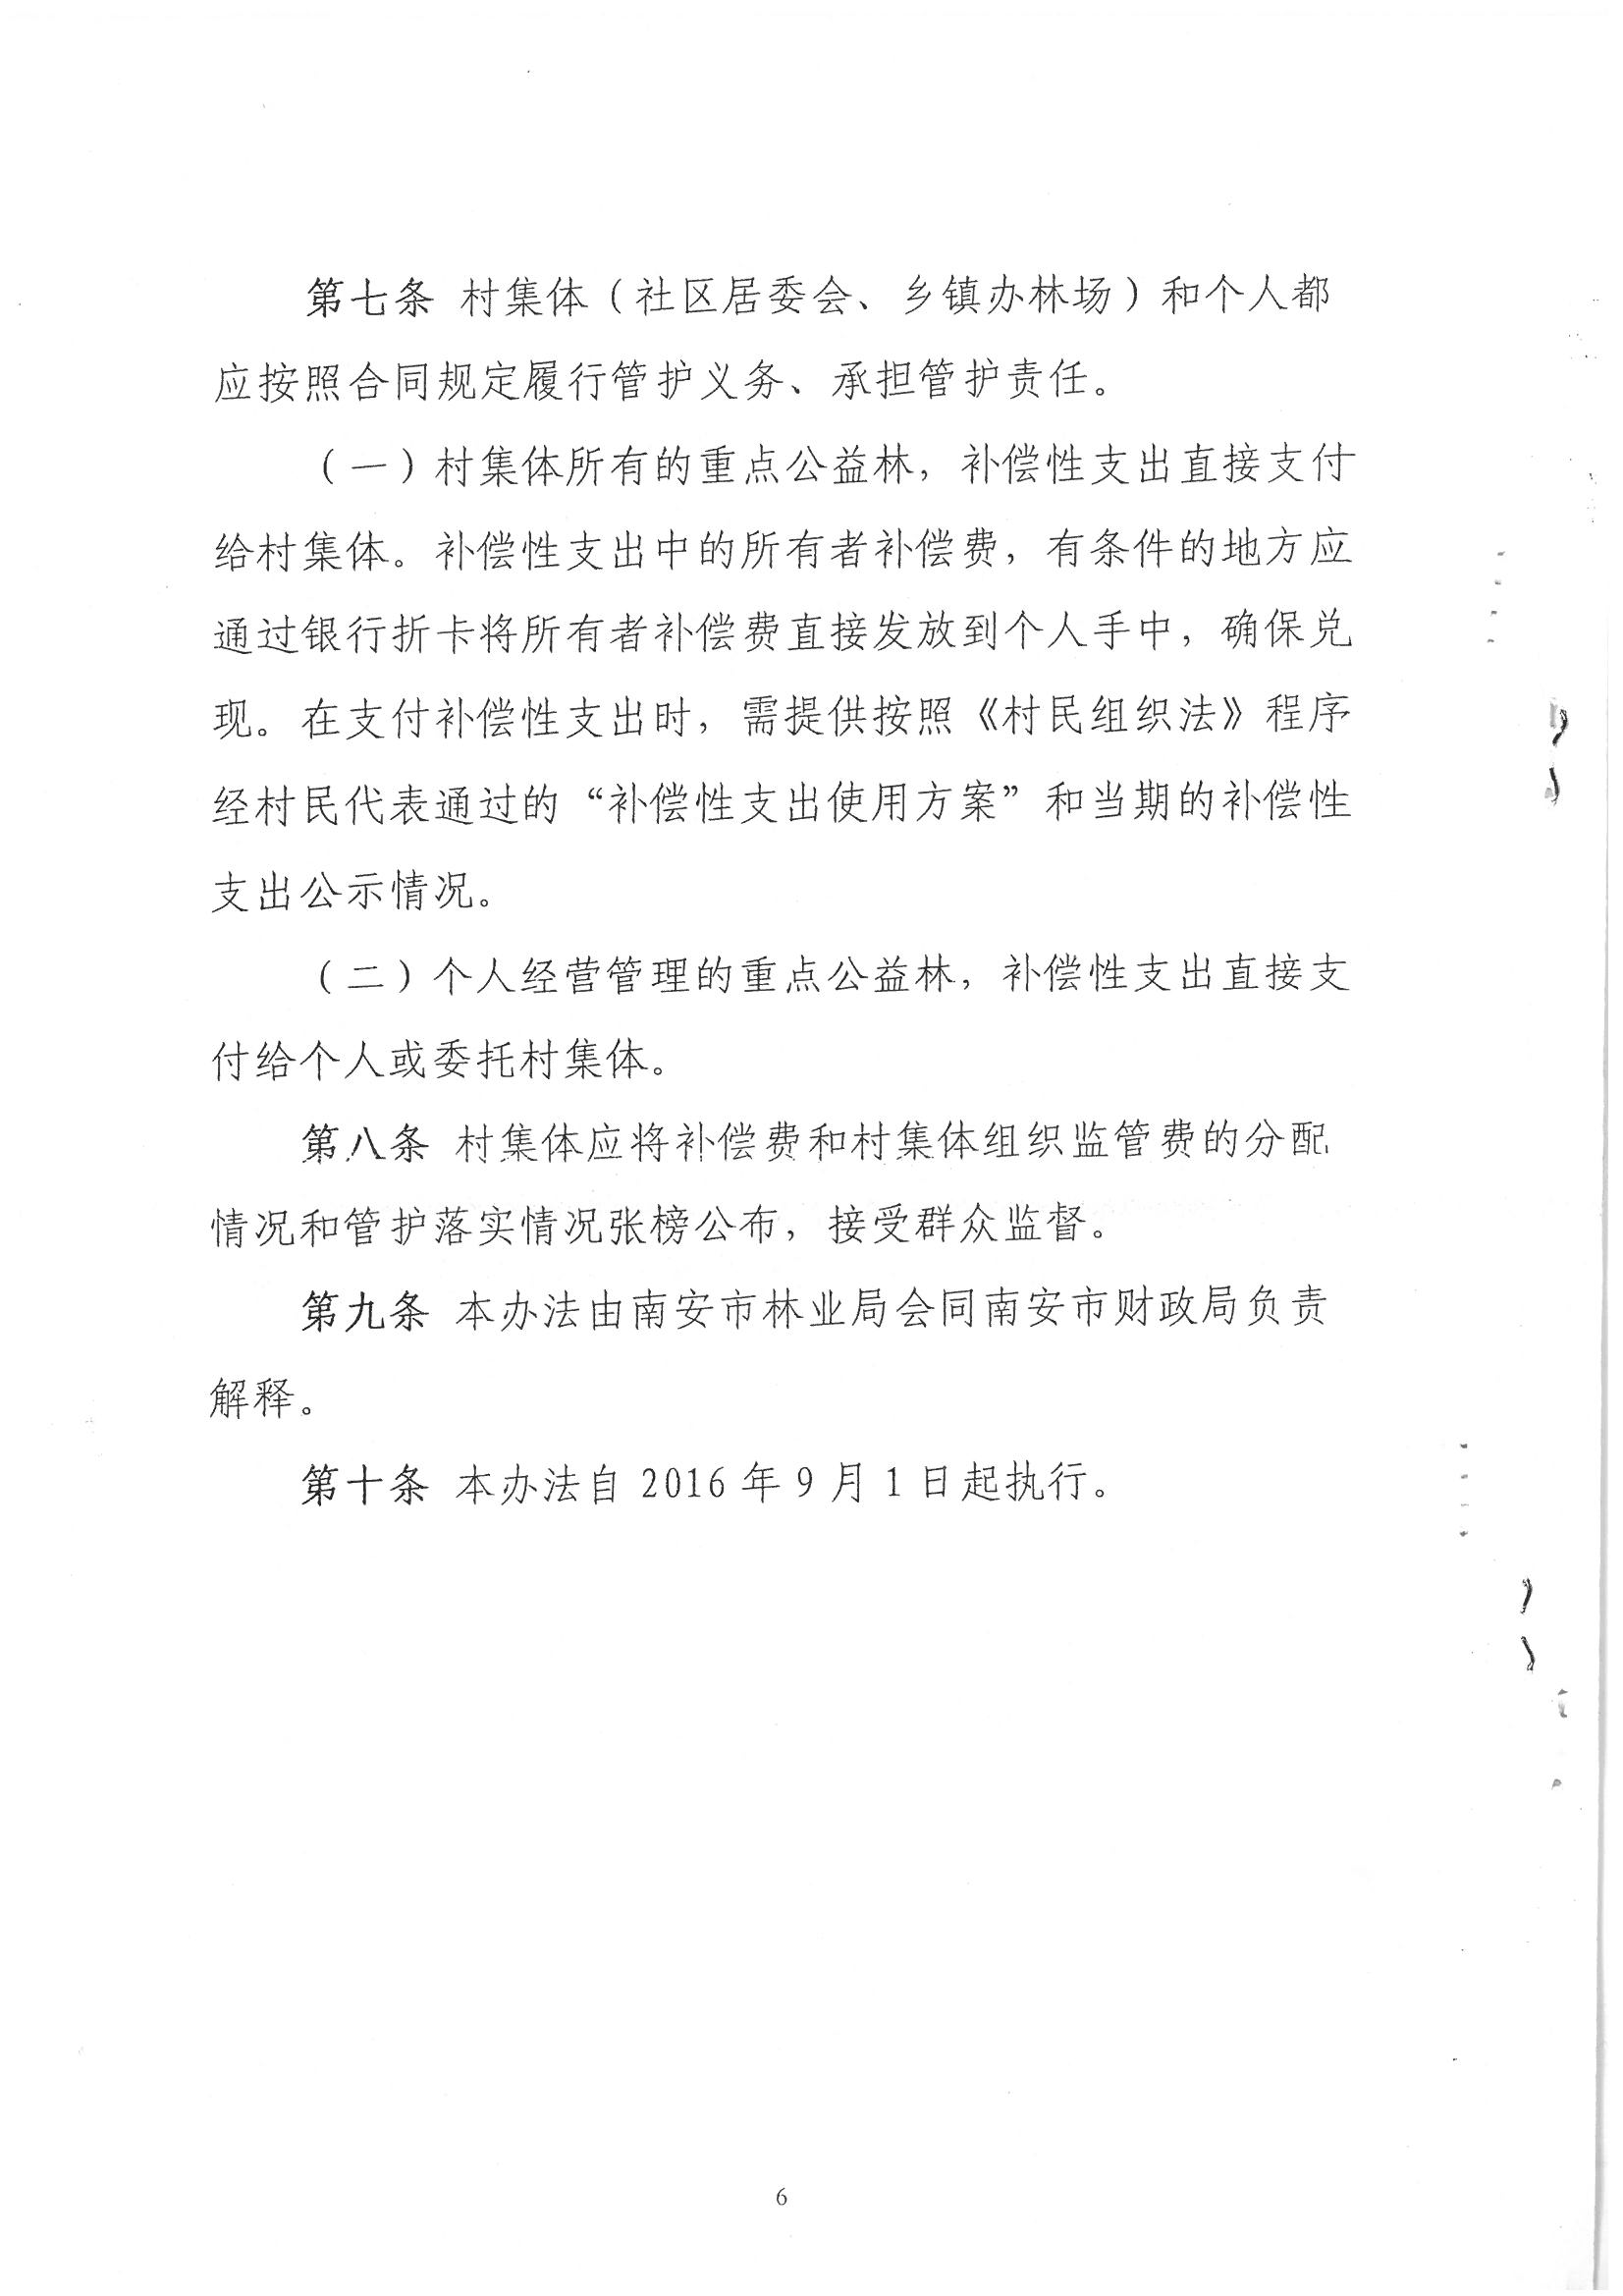 第七条 村集体（社区居委会、乡镇办林场）和个人都
应按照合同规定履行管护义务、承担管护责任。
（一）村集体所有的重点公益林，补偿性支出直接支付
给村集体。补偿性支出中的所有者补偿费，有条件的地方应
通过银行折卡将所有者补偿费直接发放到个人手中，确保兑
现。在支付补偿性支出时，需提供按照《村民组织法》程序
经村民代表通过的“补偿性支出使用方案”和当期的补偿性
支出公示情况。
（二）个人经营管理的重点公益林，补偿性支出直接支
付给个人或委托村集体。
第八条 村集体应将补偿费和村集体组织监管费的分配
情况和管护落实情况张榜公布，接受群众监督。
第九条 本办法由南安市林业局会同南安市财政局负责
解释。
第十条 本办法自 2016 年 9 月 1 日起执行。
6